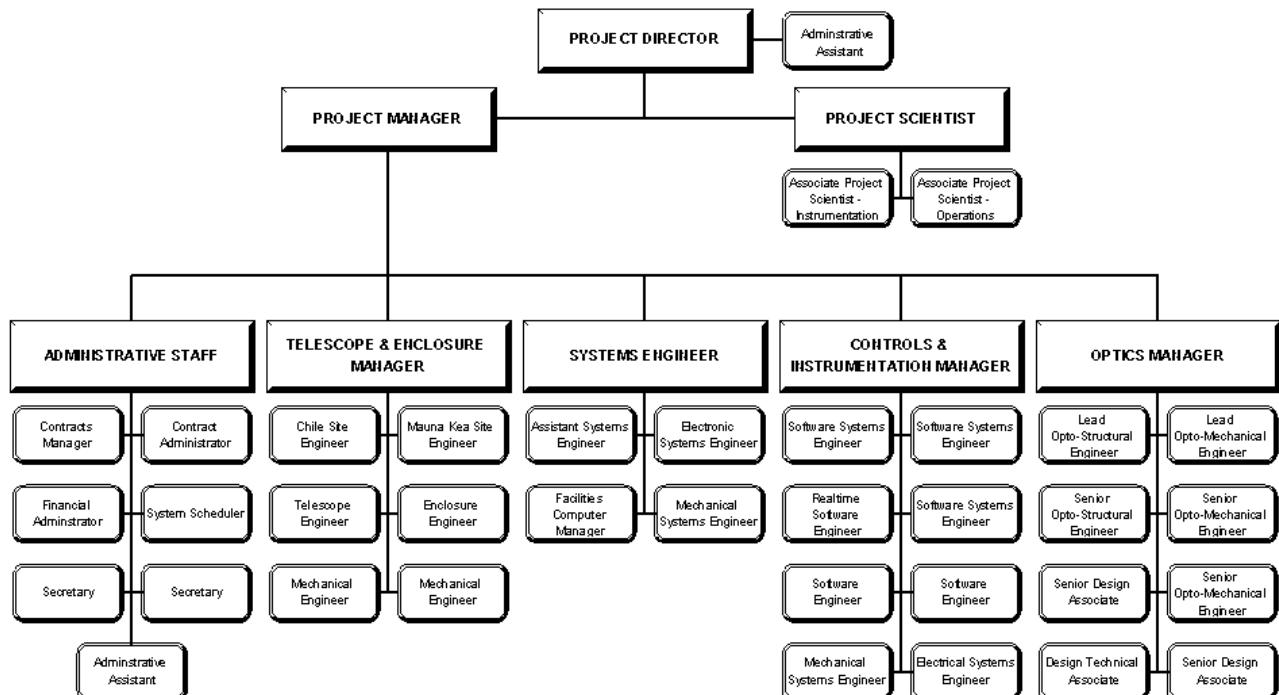 PROJECT DIRECTOR
Adminstrative
Assistant
PROJECT MANAGER
PROJECT SCIENTIST
Associate Project
Scientist -
Instrumentation
Associate Project
Scientist -
Operations
ADMINISTRATIVE STAFF
TELESCOPE & ENCLOSURE
MANAGER
SYSTEMS ENGINEER
CONTROLS &
INSTRUMENTATION MANAGER
OPTICS MANAGER
Contracts
Manager
Contract
Administrator
Financial
Adminstrator
System Scheduler
Secretary
Secretary
Adminstrative
Assistant
Chile Site
Engineer
Mauna Kea Site
Engineer
Telescope
Engineer
Enclosure
Engineer
Mechanical
Engineer
Mechanical
Engineer
Assistant Systems
Engineer
Electronic
Systems Engineer
Facilities
Computer
Manager
Mechanical
Systems Engineer
Software Systems
Engineer
Software Systems
Engineer
Realtime
Software
Engineer
Software Systems
Engineer
Software
Engineer
Software
Engineer
Mechanical
Systems Engineer
Electrical Systems
Engineer
Lead
Opto-Structural
Engineer
Lead
Opto-Mechanical
Engineer
Senior
Opto-Structural
Engineer
Senior
Opto-Mechanical
Engineer
Senior Design
Associate
Senior
Opto-Mechanical
Engineer
Design Technical
Associate
Senior Design
Associate